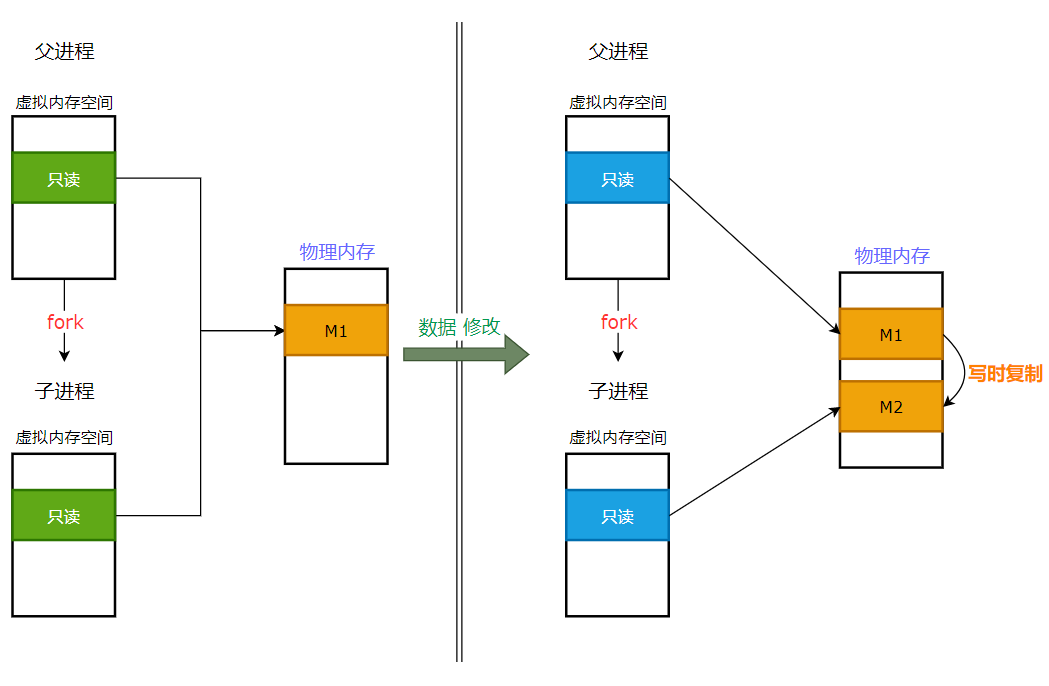 父进程
虚拟内存空间
只读
fork
子进程
虚拟内存空间
只读
物理内存
M1
数据 修改
父进程
虚拟内存空间
只读
fork
子进程
虚拟内存空间
只读
物理内存
M1
M2
写时复制